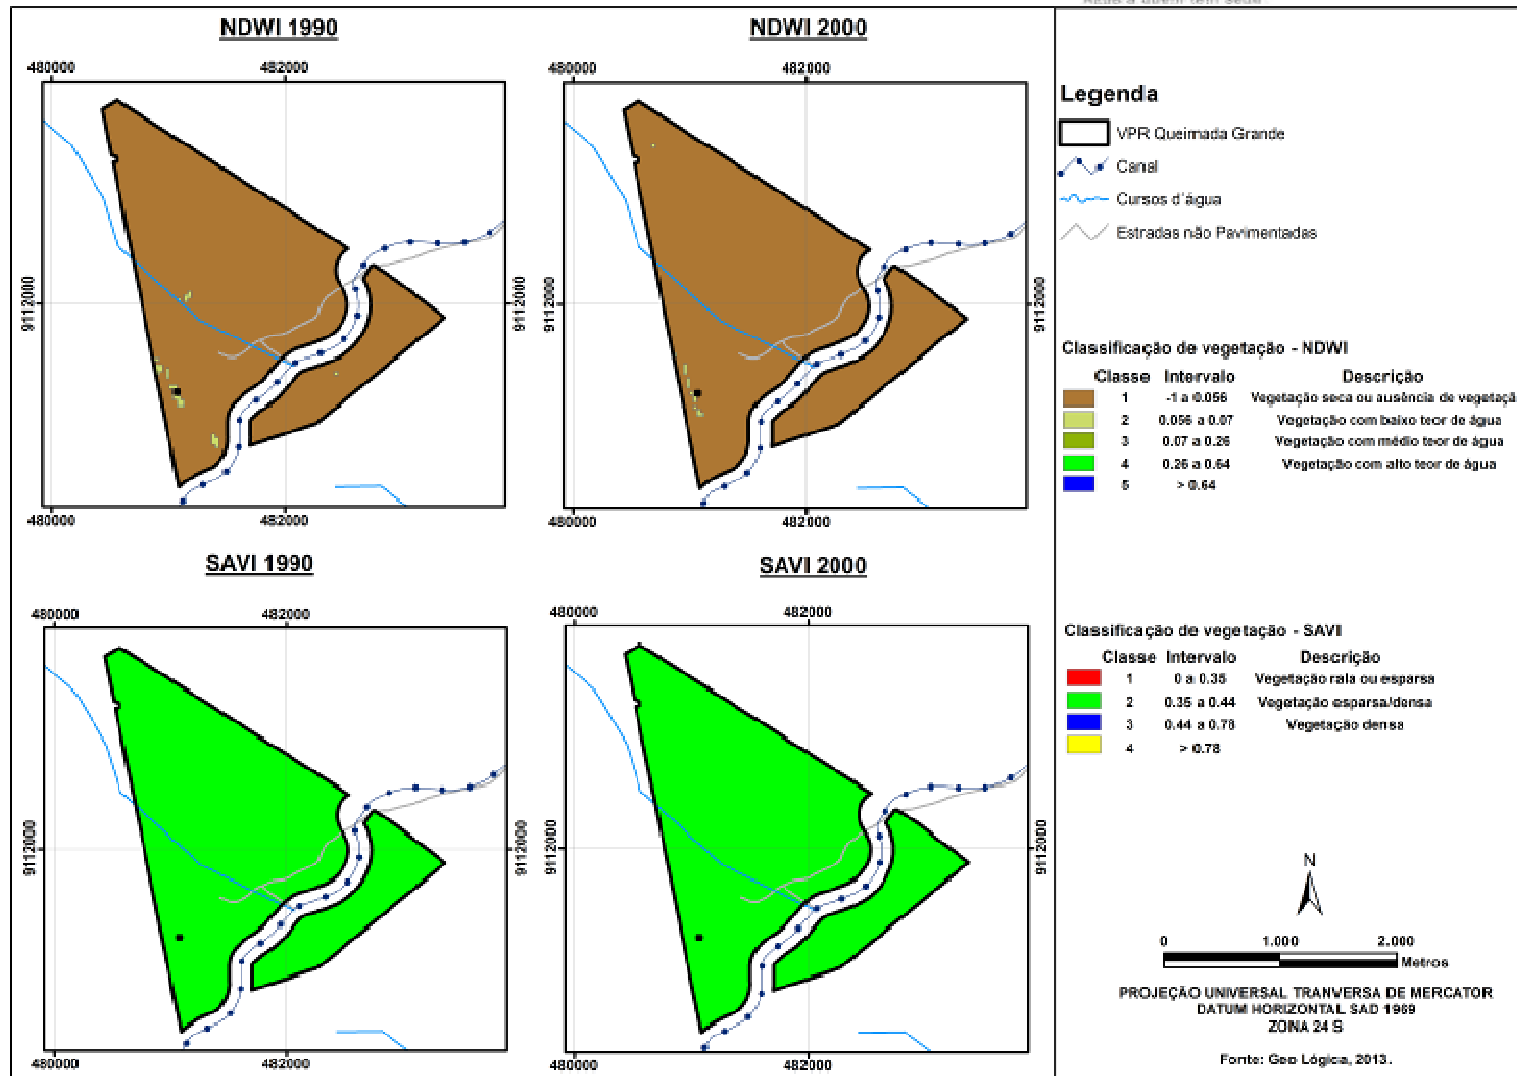 NDWI 1990
NDWI 2000
480000 482000
480000 482000
9112000
9112000
9112000
9112000
480000 482000
480000 482000
SAVI 1990
SAVI 2000
480000 482000
480000 482000
9112000
9112000
9112000
480000 482000
480000 482000
Legenda
VPR Queimada Grande
Canal
Cursos d'água
Estradas não Pavimentadas
Classificação de vegetação - NDWI
Classe Intervalo Descrição
1 -1 a 0.056 Vegetação seca ou ausência de vegetaçã
2 0.056 a 0.07 Vegetação com baixo teor de água
3 0.07 a 0.26 Vegetação com médio teor de água
4 0.26 a 0.64 Vegetação com alto teor de água
5 > 0.64
Classificação de vegetação - SAVI
Classe Intervalo Descrição
1 0 a 0.35 Vegetação rala ou esparsa
2 0.35 a 0.44 Vegetação esparsa/densa
3 0.44 a 0.78 Vegetação densa
4 > 0.78
N
0 1.000 2.000
Metros
PROJEÇÃO UNIVERSAL TRANVERSA DE MERCATOR
DATUM HORIZONTAL SAD 1969
ZONA 24 S
Fonte: Geo Lógica, 2013.